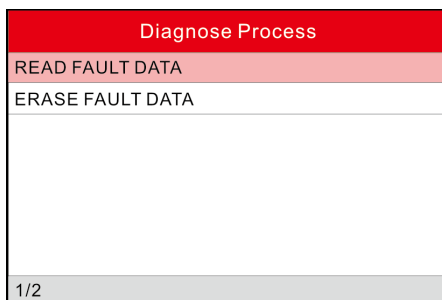 Diagnose Process
READ FAULT DATA
ERASE FAULT DATA
1/2